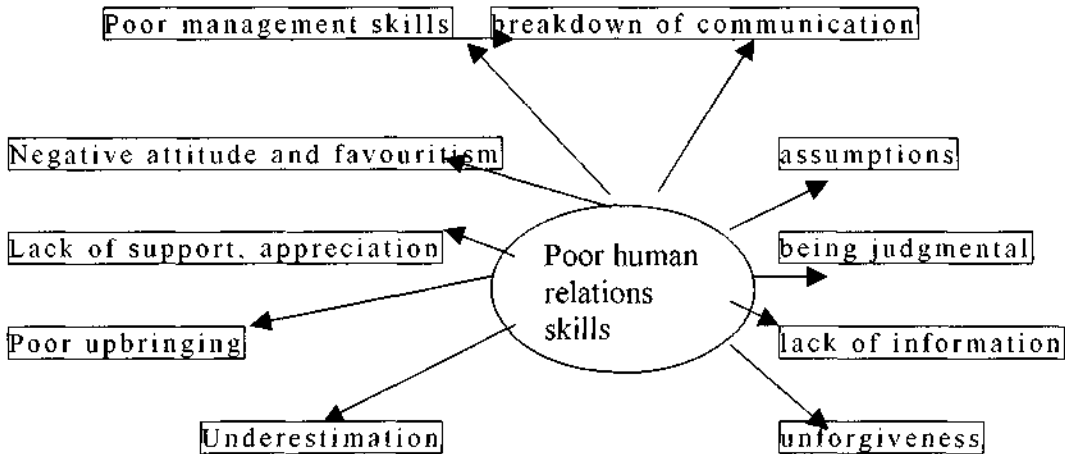 Poor management skills
breakdown of communication
Negative attitude and favouritism
assumptions
Lack of support, appreciation
Poor human
relations
skills
being judgmental
Poor upbringing
lack of information
Underestimation
unforgiveness